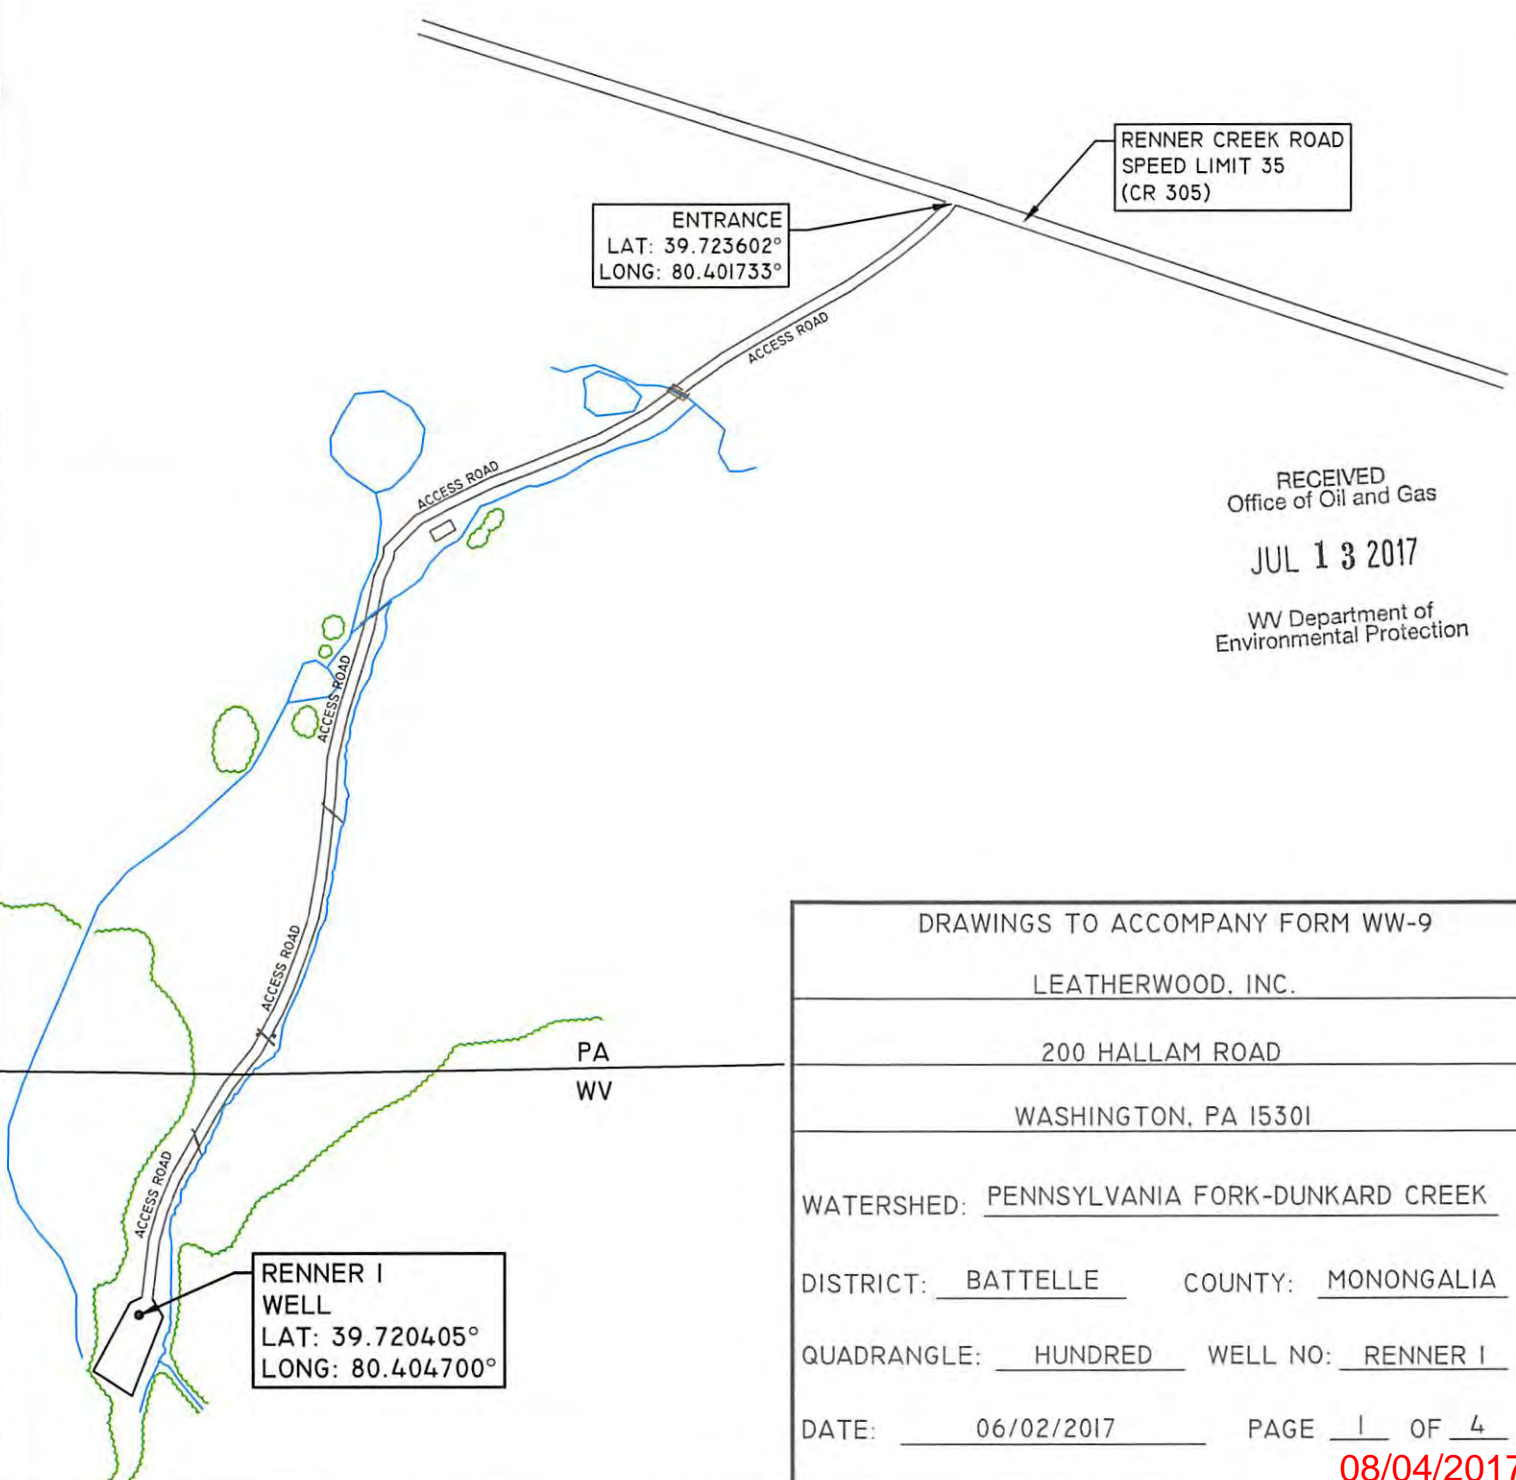 RENNER CREEK ROAD
SPEED LIMIT 35
(CR 305)
ENTRANCE
LAT: 39.723602°
LONG: 80.401733°
ACCESS ROAD
ACCESS ROAD
RECEIVED
Office of Oil and Gas
JUL 13 2017
WV Department of
Environmental Protection
ACCESS ROAD
ACCESS ROAD
PA
WV
ACCESS ROAD
RENNER 1
WELL
LAT: 39.720405°
LONG: 80.404700°
DRAWINGS TO ACCOMPANY FORM WW-9
LEATHERWOOD, INC.
200 HALLAM ROAD
WASHINGTON, PA 15301
WATERSHED: PENNSYLVANIA FORK-DUNKARD CREEK
DISTRICT: BATTELLE COUNTY: MONONGALIA
QUADRANGLE: HUNDRED WELL NO: RENNER 1
DATE: 06/02/2017 PAGE 1 OF 4
08/04/2017